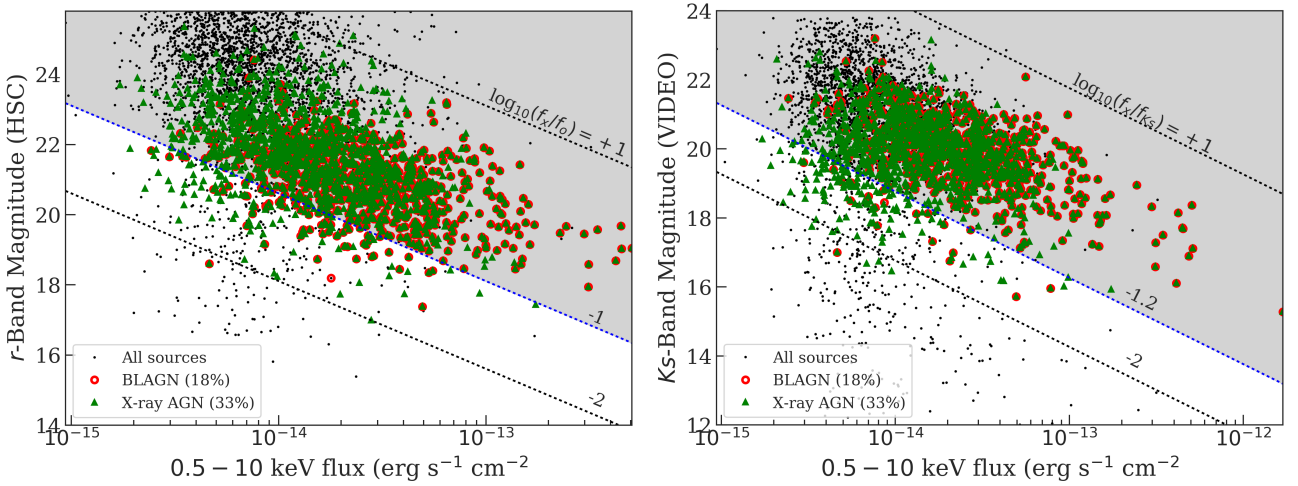 r-Band Magnitude (HSC)
24
22
20
18
16
14
log₁₀(fₓ/fₒ) = +1
-1
-2
All sources
BLAGN (18%)
X-ray AGN (33%)
10⁻¹⁵
10⁻¹⁴
10⁻¹³
0.5 − 10 keV flux (erg s⁻¹ cm⁻²
Ks-Band Magnitude (VIDEO)
24
22
20
18
16
14
12
log₁₀(fₓ/f_Ks) = +1
-1.2
-2
All sources
BLAGN (18%)
X-ray AGN (33%)
10⁻¹⁵
10⁻¹⁴
10⁻¹³
10⁻¹²
0.5 − 10 keV flux (erg s⁻¹ cm⁻²